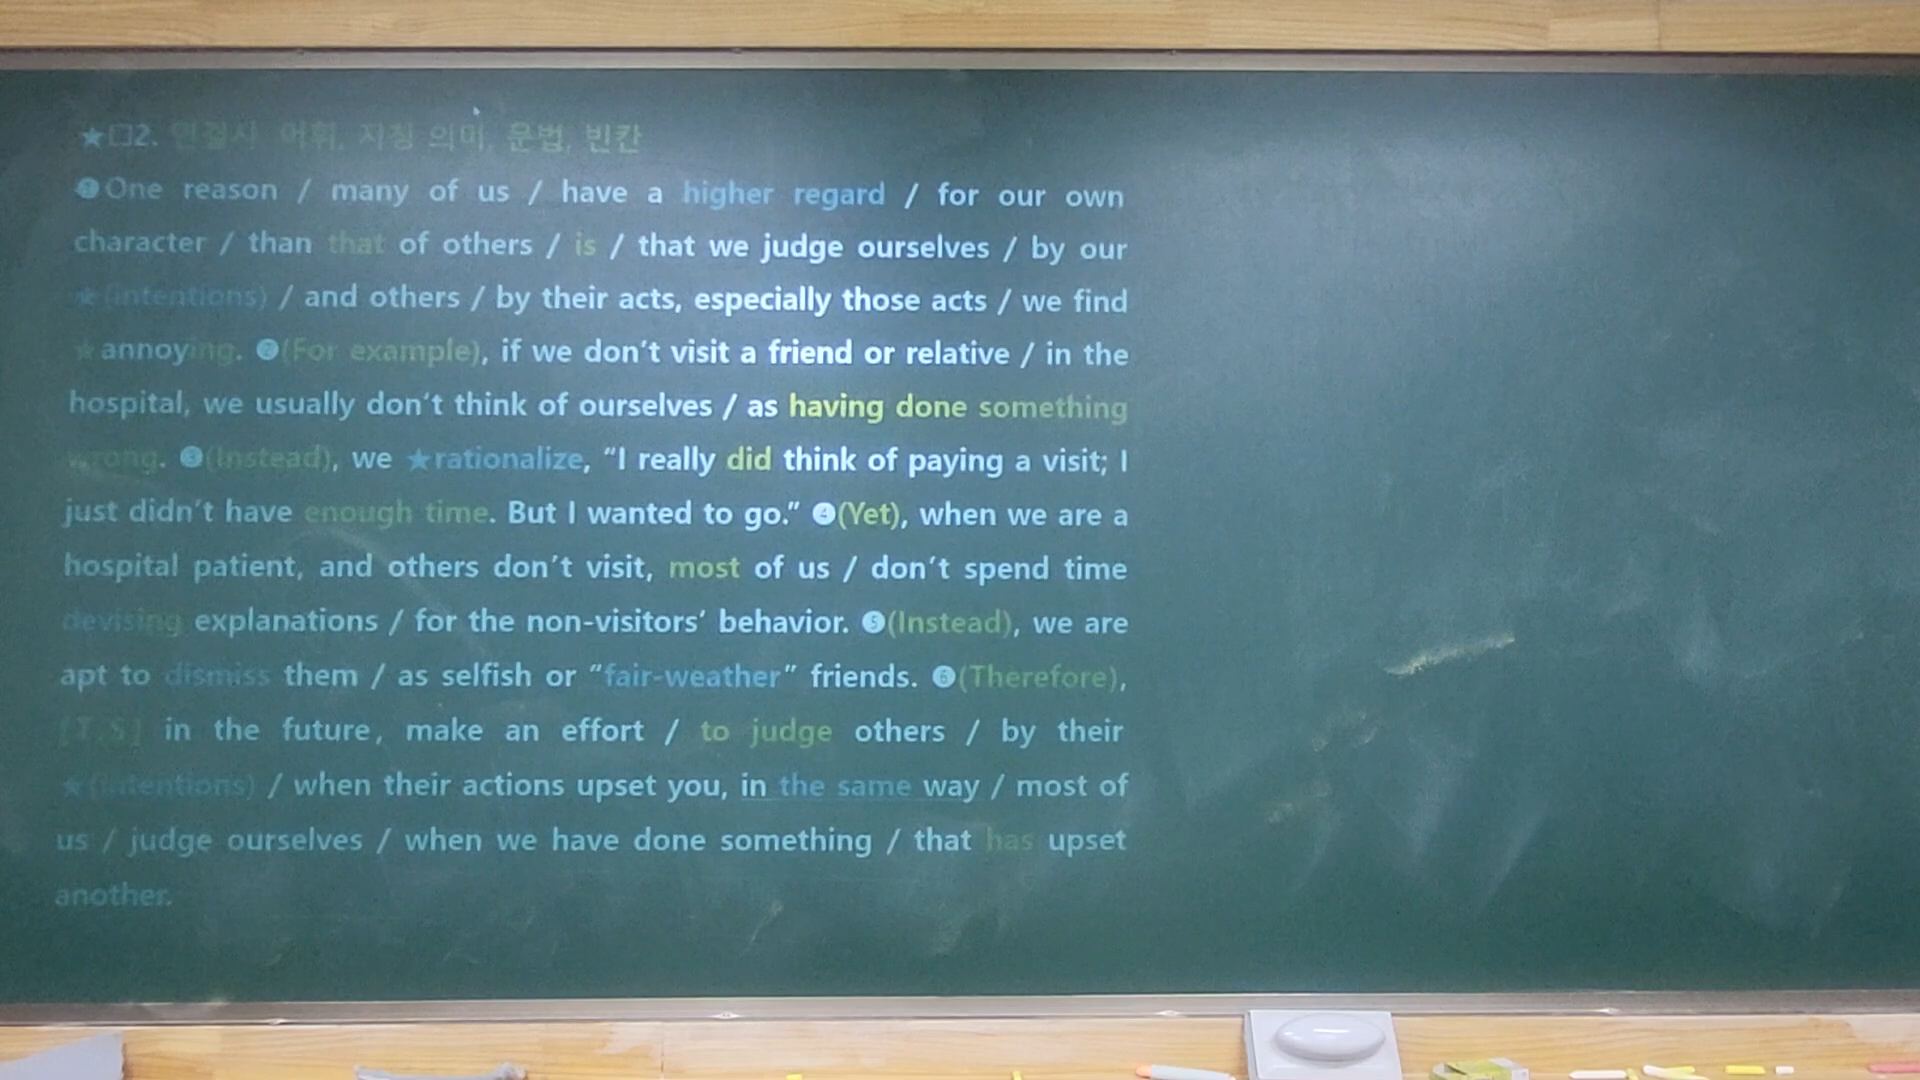 ★□2. 연결사 어휘, 지칭 의미, 문법, 빈칸
❶One reason / many of us / have a higher regard / for our own
character / than that of others / is / that we judge ourselves / by our
★(intentions) / and others / by their acts, especially those acts / we find
★annoying. ❷(For example), if we don't visit a friend or relative / in the
hospital, we usually don't think of ourselves / as having done something
wrong. ❸(Instead), we ★rationalize, “I really did think of paying a visit; I
just didn't have enough time. But I wanted to go.” ❹(Yet), when we are a
hospital patient, and others don't visit, most of us / don't spend time
devising explanations / for the non-visitors' behavior. ❺(Instead), we are
apt to dismiss them / as selfish or “fair-weather” friends. ❻(Therefore),
[T.S] in the future, make an effort / to judge others / by their
★(intentions) / when their actions upset you, in the same way / most of
us / judge ourselves / when we have done something / that has upset
another.